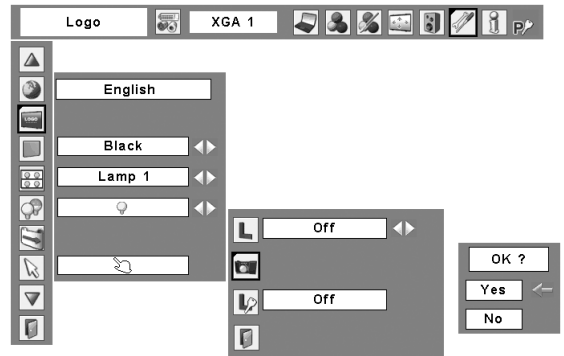 Logo
XGA 1
P
English
LOGO
Black
Lamp 1
L
Off
OK ?
Yes
L
Off
No